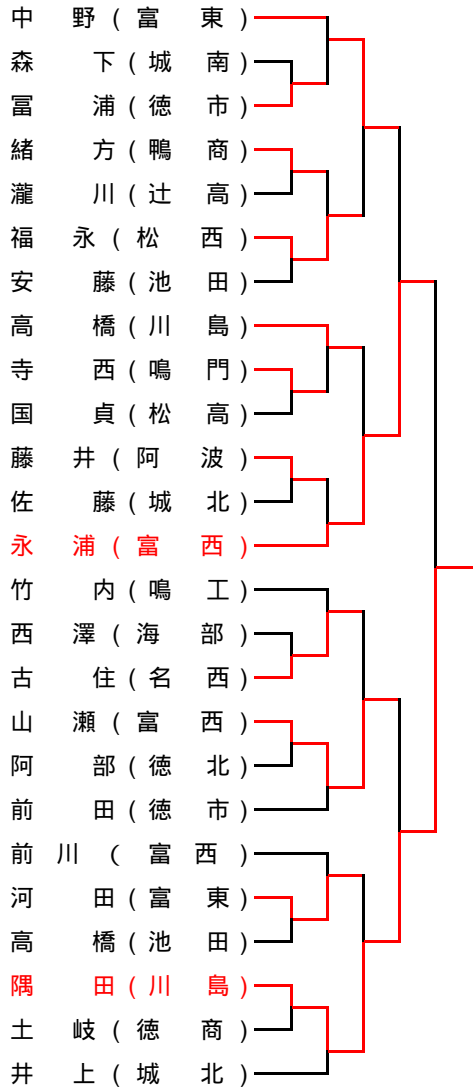 中野(富東)
森下(城南)
冨浦(徳市)
緒方(鴨商)
瀧川(辻高)
福永(松西)
安藤(池田)
高橋(川島)
寺西(鳴門)
国貞(松高)
藤井(阿波)
佐藤(城北)
永浦(富西)
竹内(鳴工)
西澤(海部)
古住(名西)
山瀬(富西)
阿部(徳北)
前田(徳市)
前川(富西)
河田(富東)
高橋(池田)
隅田(川島)
土岐(徳商)
井上(城北)